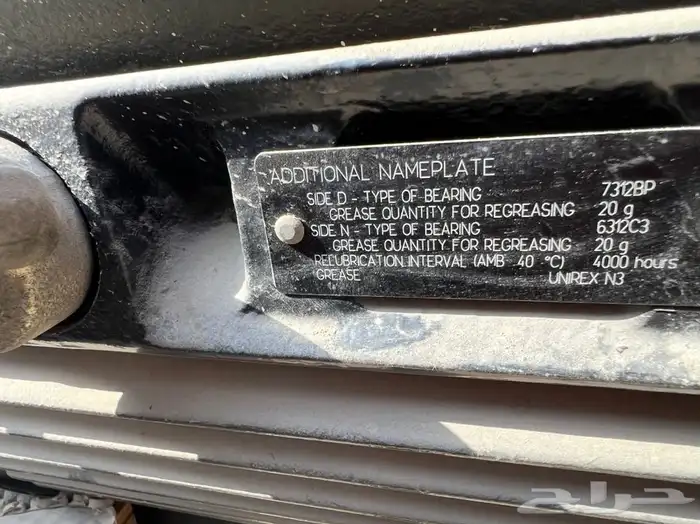 ADDITIONAL NAMEPLATE
SIDE D - TYPE OF BEARING 7312BP
GREASE QUANTITY FOR REGREASING 20 g
SIDE N - TYPE OF BEARING 6312C3
GREASE QUANTITY FOR REGREASING 20 g
RELUBRICATION INTERVAL (AMB. 40 °C) 4000 hours
GREASE UNIREX N3
حراج